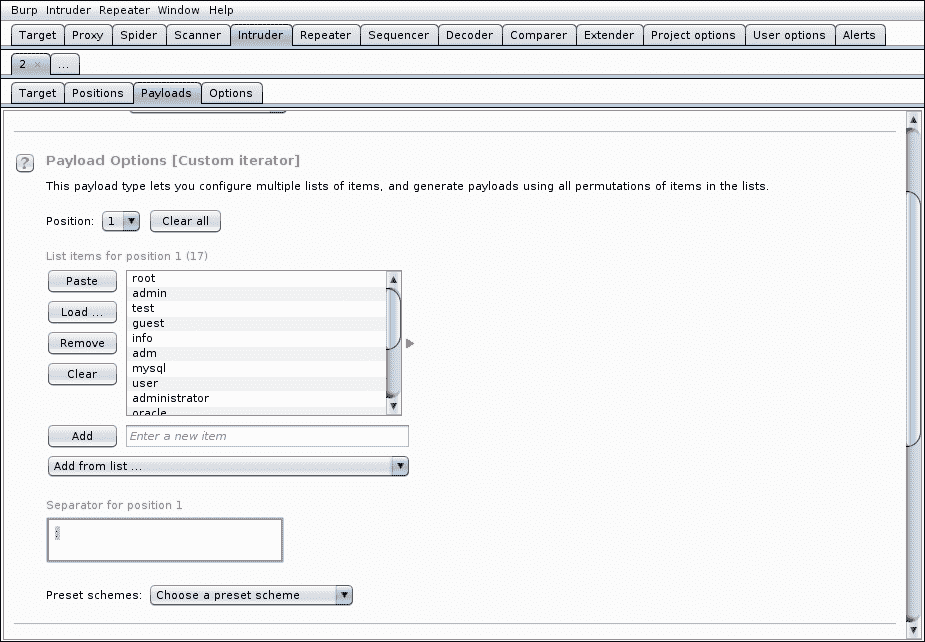 Burp Intruder Repeater Window Help
Target Proxy Spider Scanner Intruder Repeater Sequencer Decoder Comparer Extender Project options User options Alerts
2 × ...
Target Positions Payloads Options
?
Payload Options [Custom iterator]
This payload type lets you configure multiple lists of items, and generate payloads using all permutations of items in the lists.
Position: 1 Clear all
List items for position 1 (17)
Paste
Load ...
Remove
Clear
root
admin
test
guest
info
adm
mysql
user
administrator
oracle
Add Enter a new item
Add from list ...
Separator for position 1
Preset schemes: Choose a preset scheme